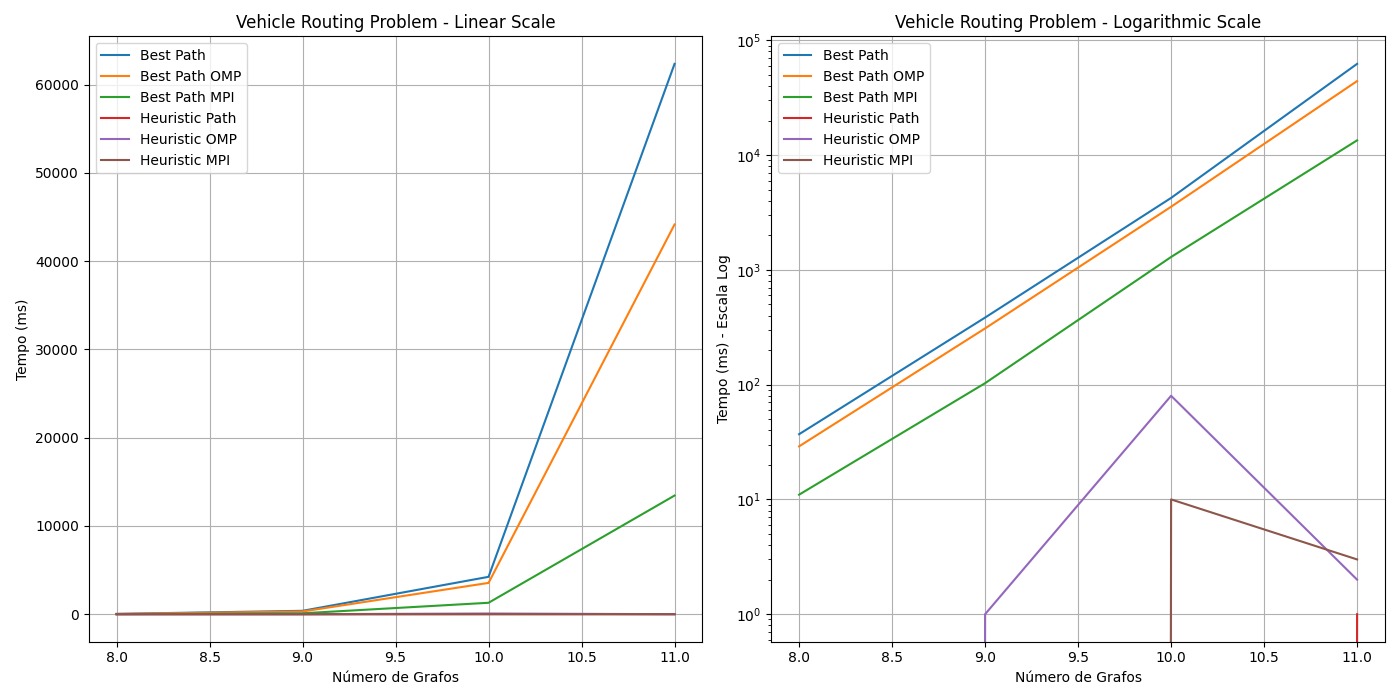 Vehicle Routing Problem - Linear Scale
Best Path
Best Path OMP
Best Path MPI
Heuristic Path
Heuristic OMP
Heuristic MPI
60000
50000
40000
30000
20000
10000
0
Tempo (ms)
8.0 8.5 9.0 9.5 10.0 10.5 11.0
Número de Grafos
Vehicle Routing Problem - Logarithmic Scale
Best Path
Best Path OMP
Best Path MPI
Heuristic Path
Heuristic OMP
Heuristic MPI
10⁵
10⁴
10³
10²
10¹
10⁰
Tempo (ms) - Escala Log
8.0 8.5 9.0 9.5 10.0 10.5 11.0
Número de Grafos